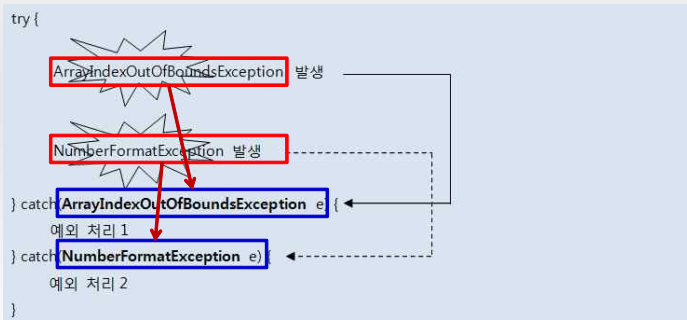 try {
ArrayIndexOutOfBoundsException 발생
NumberFormatException 발생
} catch(ArrayIndexOutOfBoundsException e) {
예외 처리 1
} catch(NumberFormatException e) {
예외 처리 2
}